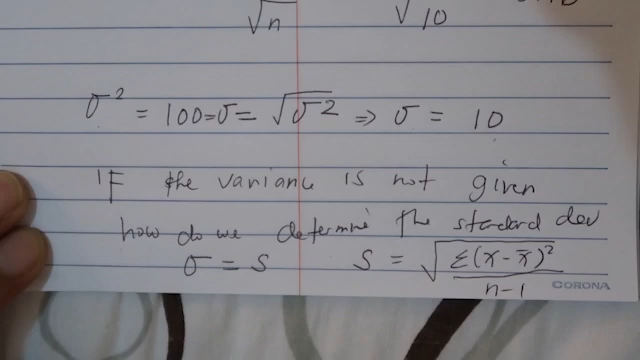 √n √10
σ² = 100=σ= √σ² ⇒ σ = 10
IF the variance is not given
how do we determine the standard dev
σ = s s = √Σ(x-x̄)²/n-1
CORONA